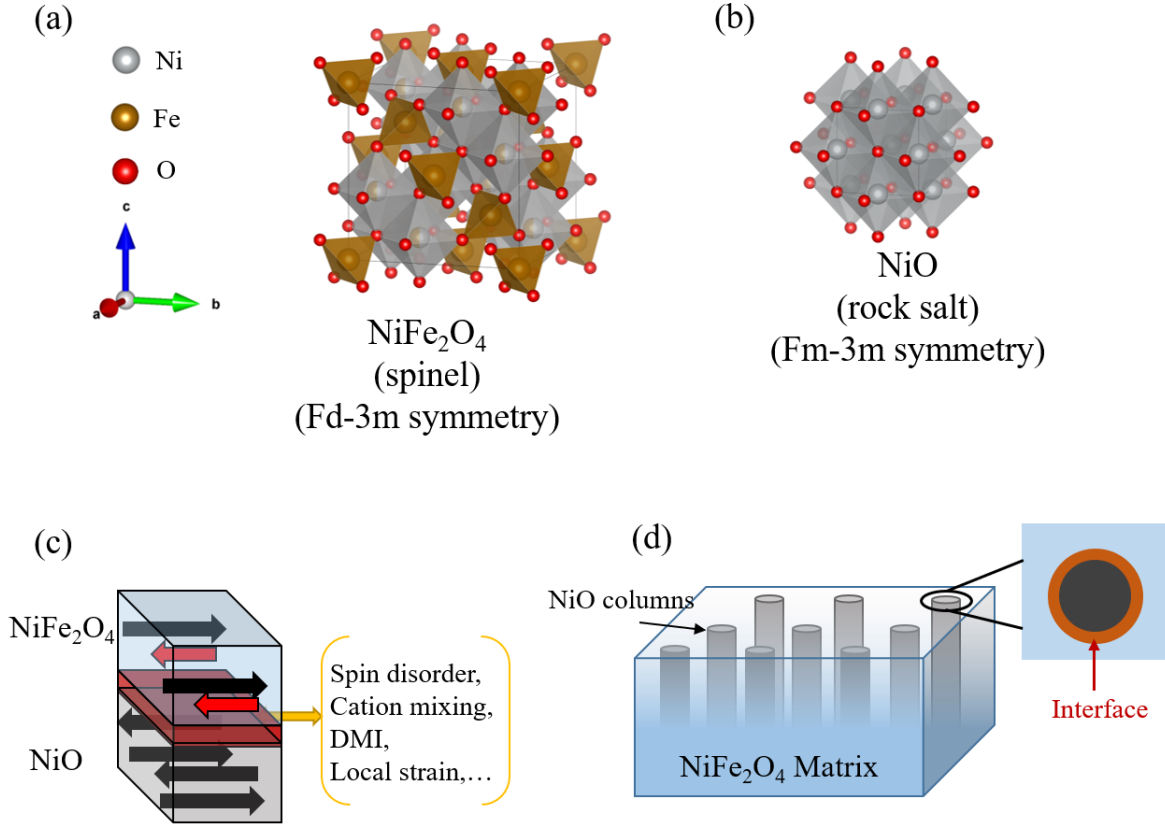 (a)
Ni
Fe
O
c
b
a
NiFe₂O₄
(spinel)
(Fd-3m symmetry)
(b)
NiO
(rock salt)
(Fm-3m symmetry)
(c)
NiFe₂O₄
NiO
Spin disorder,
Cation mixing,
DMI,
Local strain,...
(d)
NiO columns
NiFe₂O₄ Matrix
Interface